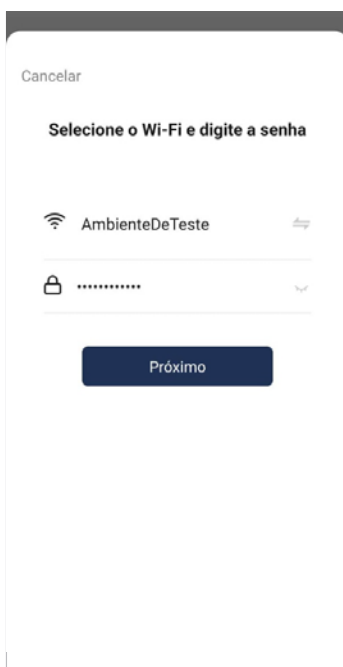 Cancelar
Selecione o Wi-Fi e digite a senha
AmbienteDeTeste
••••••••••••
Próximo